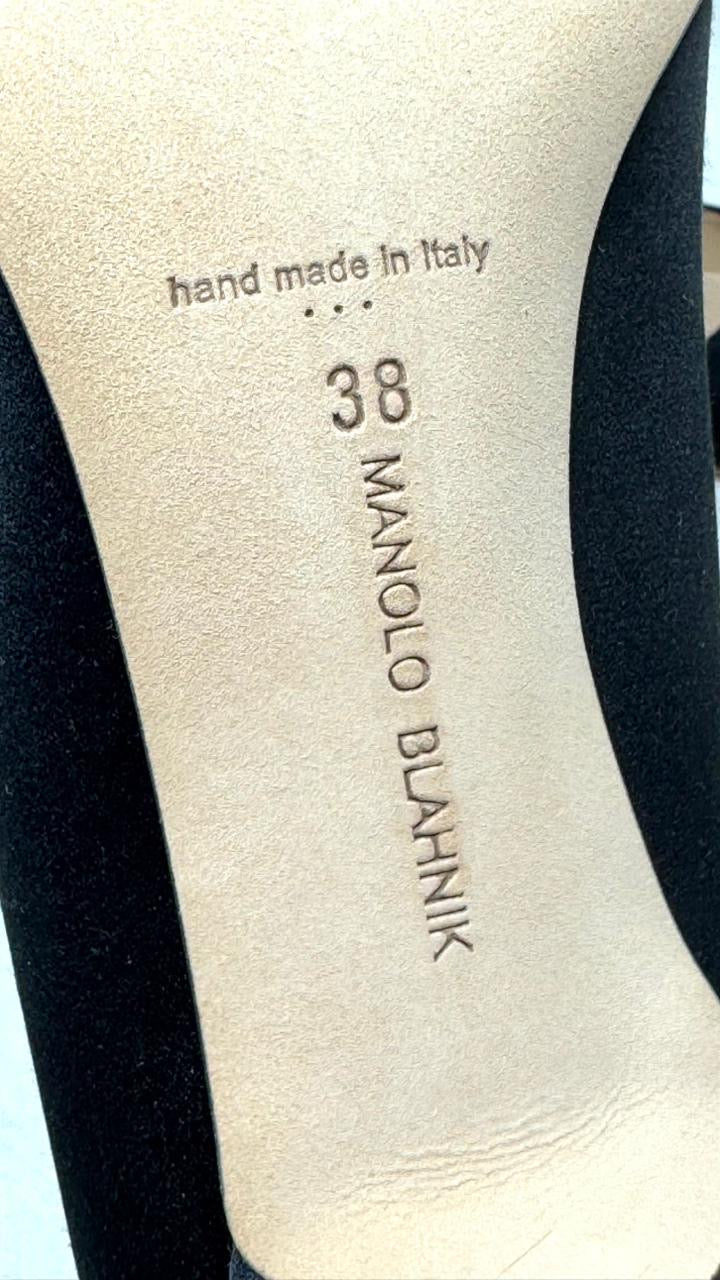 hand made in Italy
...
38
MANOLO BLAHNIK